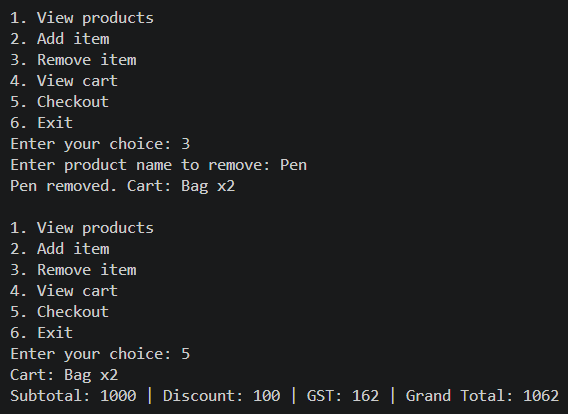 1. View products
2. Add item
3. Remove item
4. View cart
5. Checkout
6. Exit
Enter your choice: 3
Enter product name to remove: Pen
Pen removed. Cart: Bag x2
1. View products
2. Add item
3. Remove item
4. View cart
5. Checkout
6. Exit
Enter your choice: 5
Cart: Bag x2
Subtotal: 1000 | Discount: 100 | GST: 162 | Grand Total: 1062